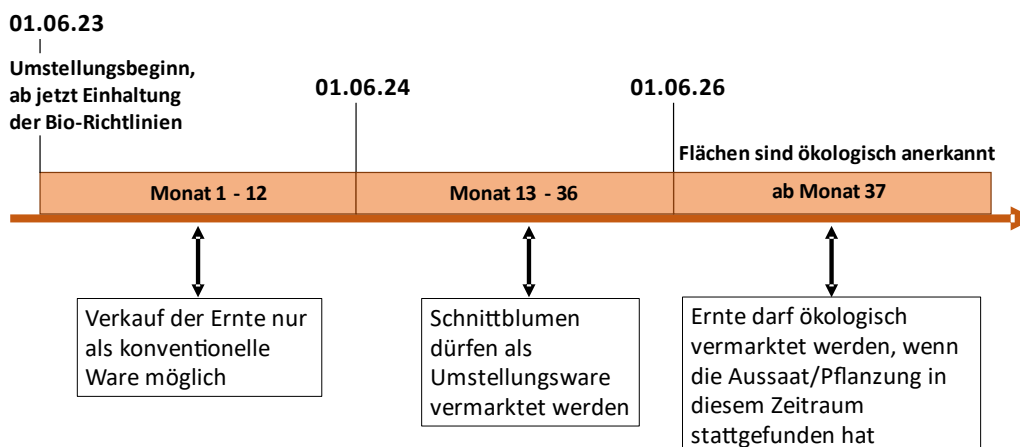 01.06.23
Umstellungsbeginn,
ab jetzt Einhaltung
der Bio-Richtlinien
01.06.24
01.06.26
Flächen sind ökologisch anerkannt
Monat 1 - 12
Monat 13 - 36
ab Monat 37
Verkauf der Ernte nur
als konventionelle
Ware möglich
Schnittblumen
dürfen als
Umstellungsware
vermarktet werden
Ernte darf ökologisch
vermarktet werden, wenn
die Aussaat/Pflanzung in
diesem Zeitraum
stattgefunden hat